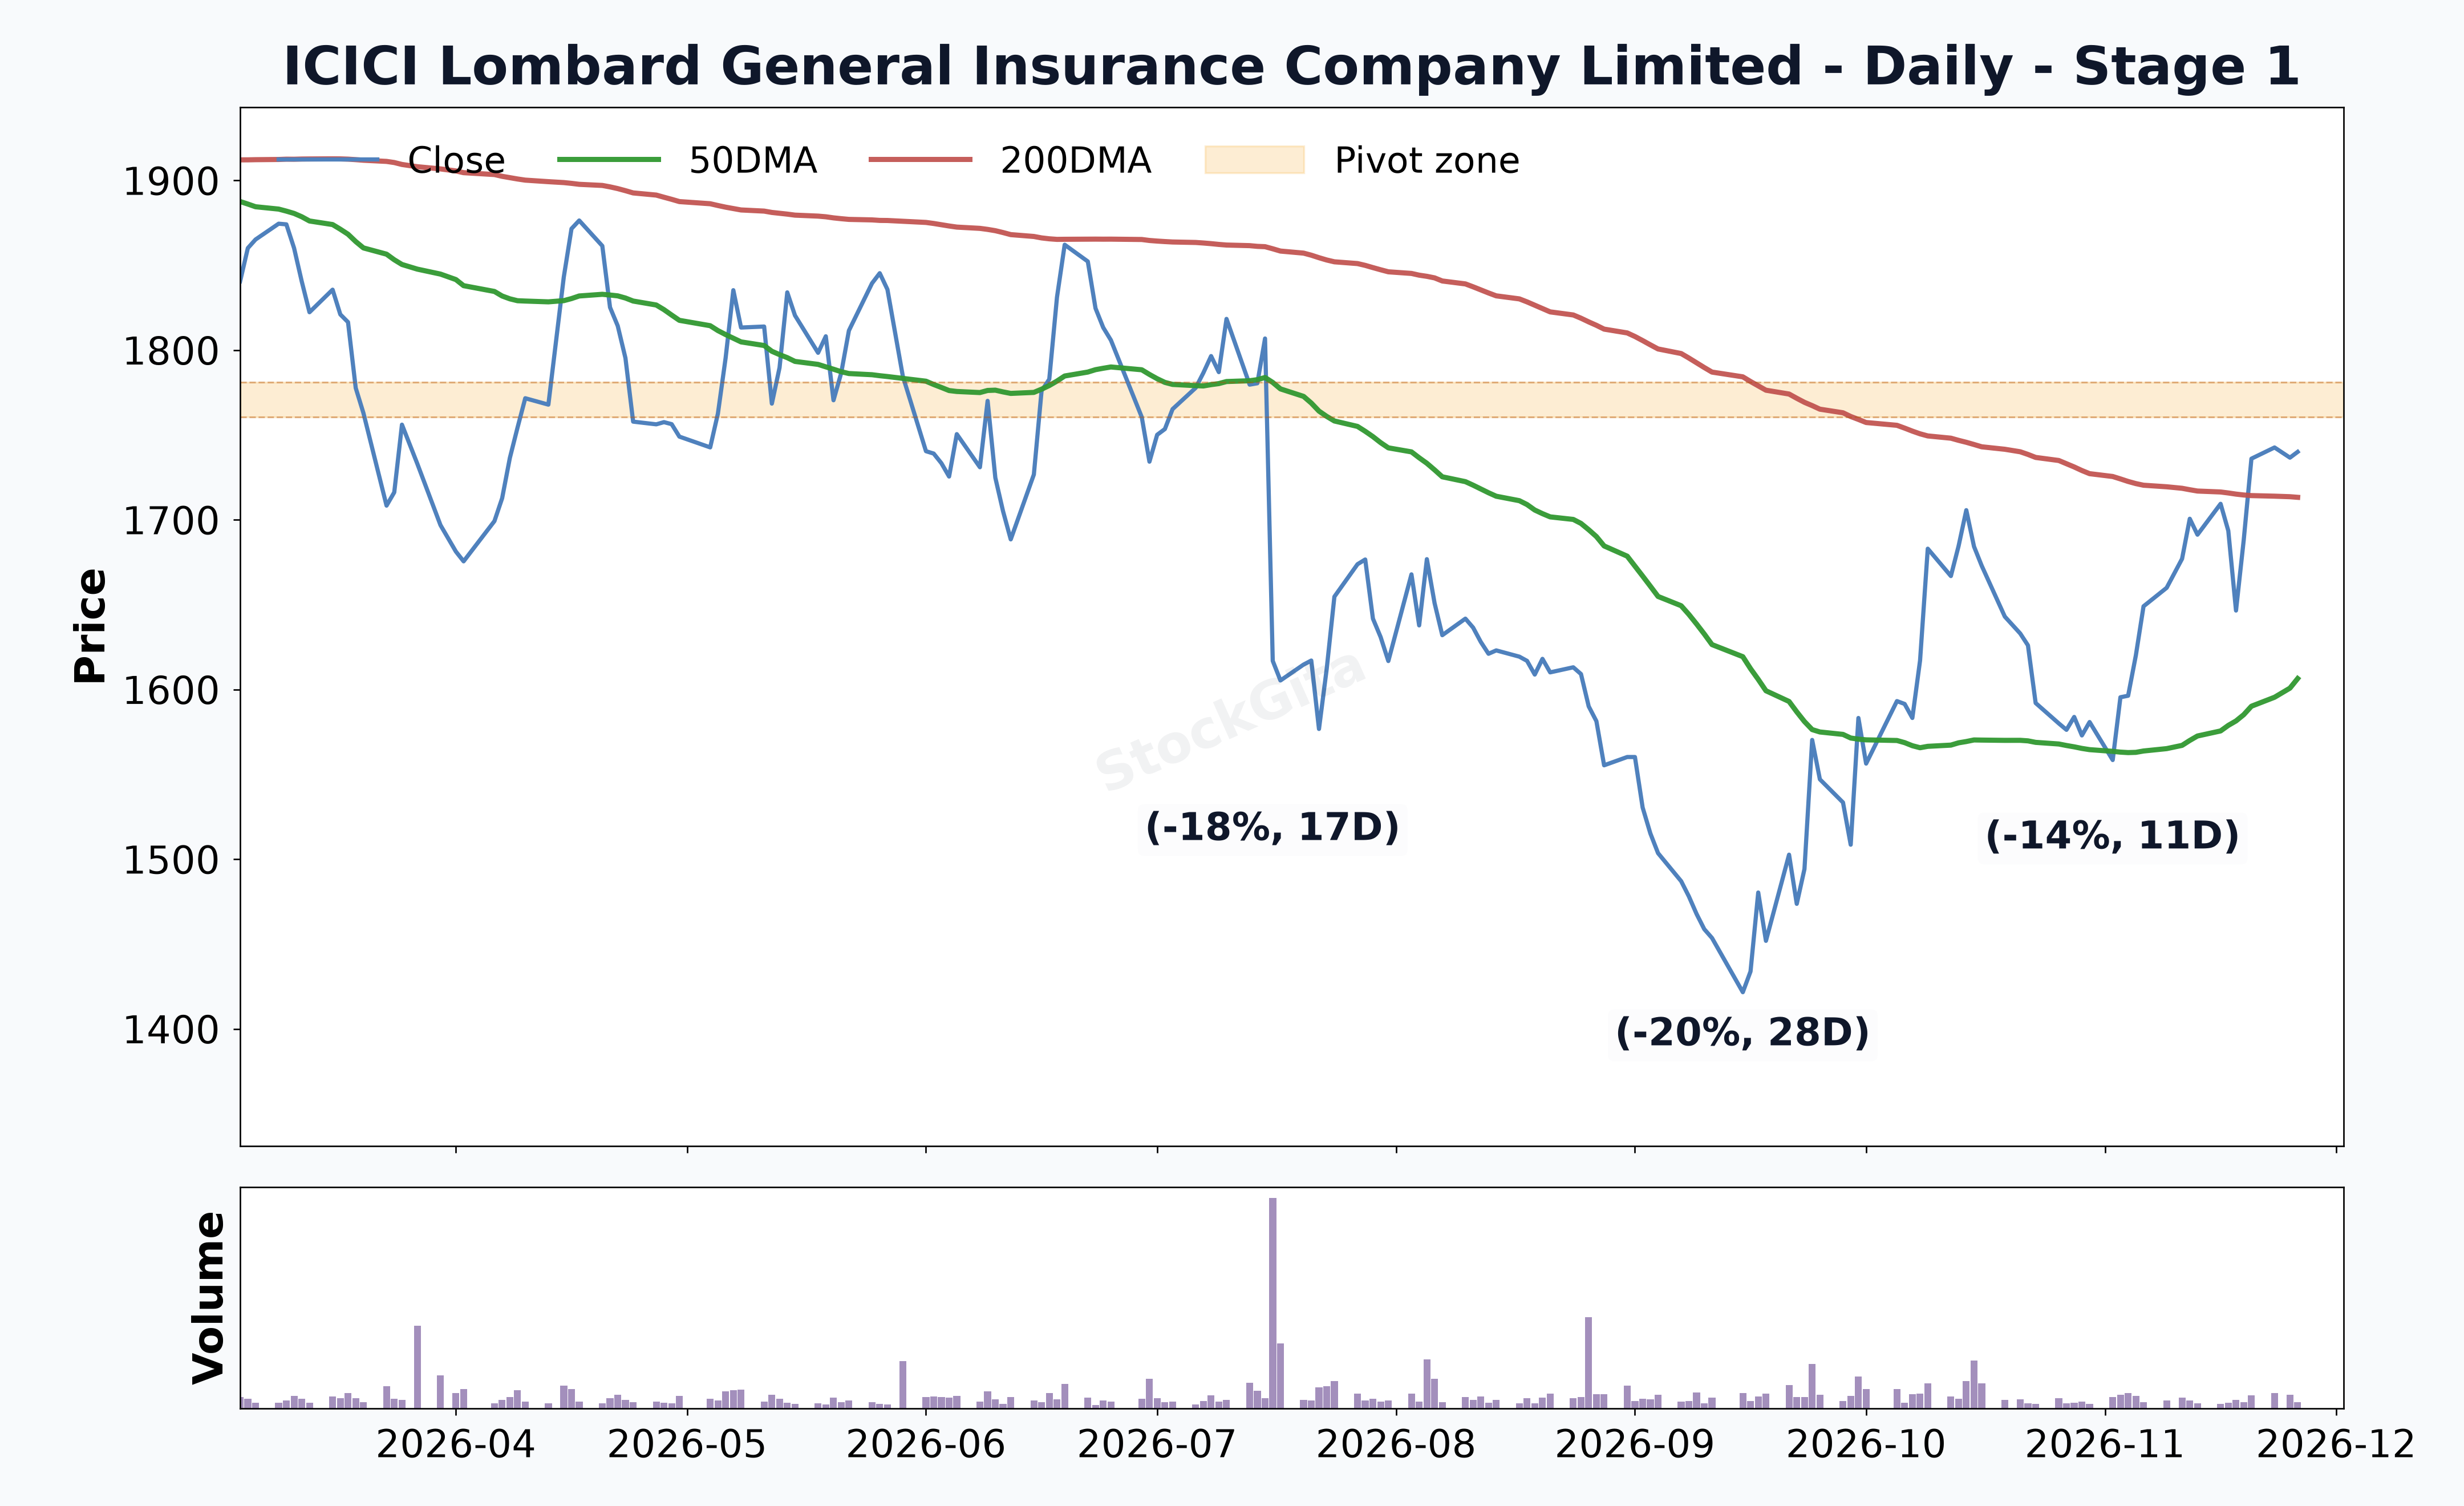 ICICI Lombard General Insurance Company Limited - Daily - Stage 1
Close 50DMA 200DMA Pivot zone
1900
1800
1700
1600
1500
1400
Price
StockGita
(-18%, 17D)
(-14%, 11D)
(-20%, 28D)
Volume
2026-04 2026-05 2026-06 2026-07 2026-08 2026-09 2026-10 2026-11 2026-12